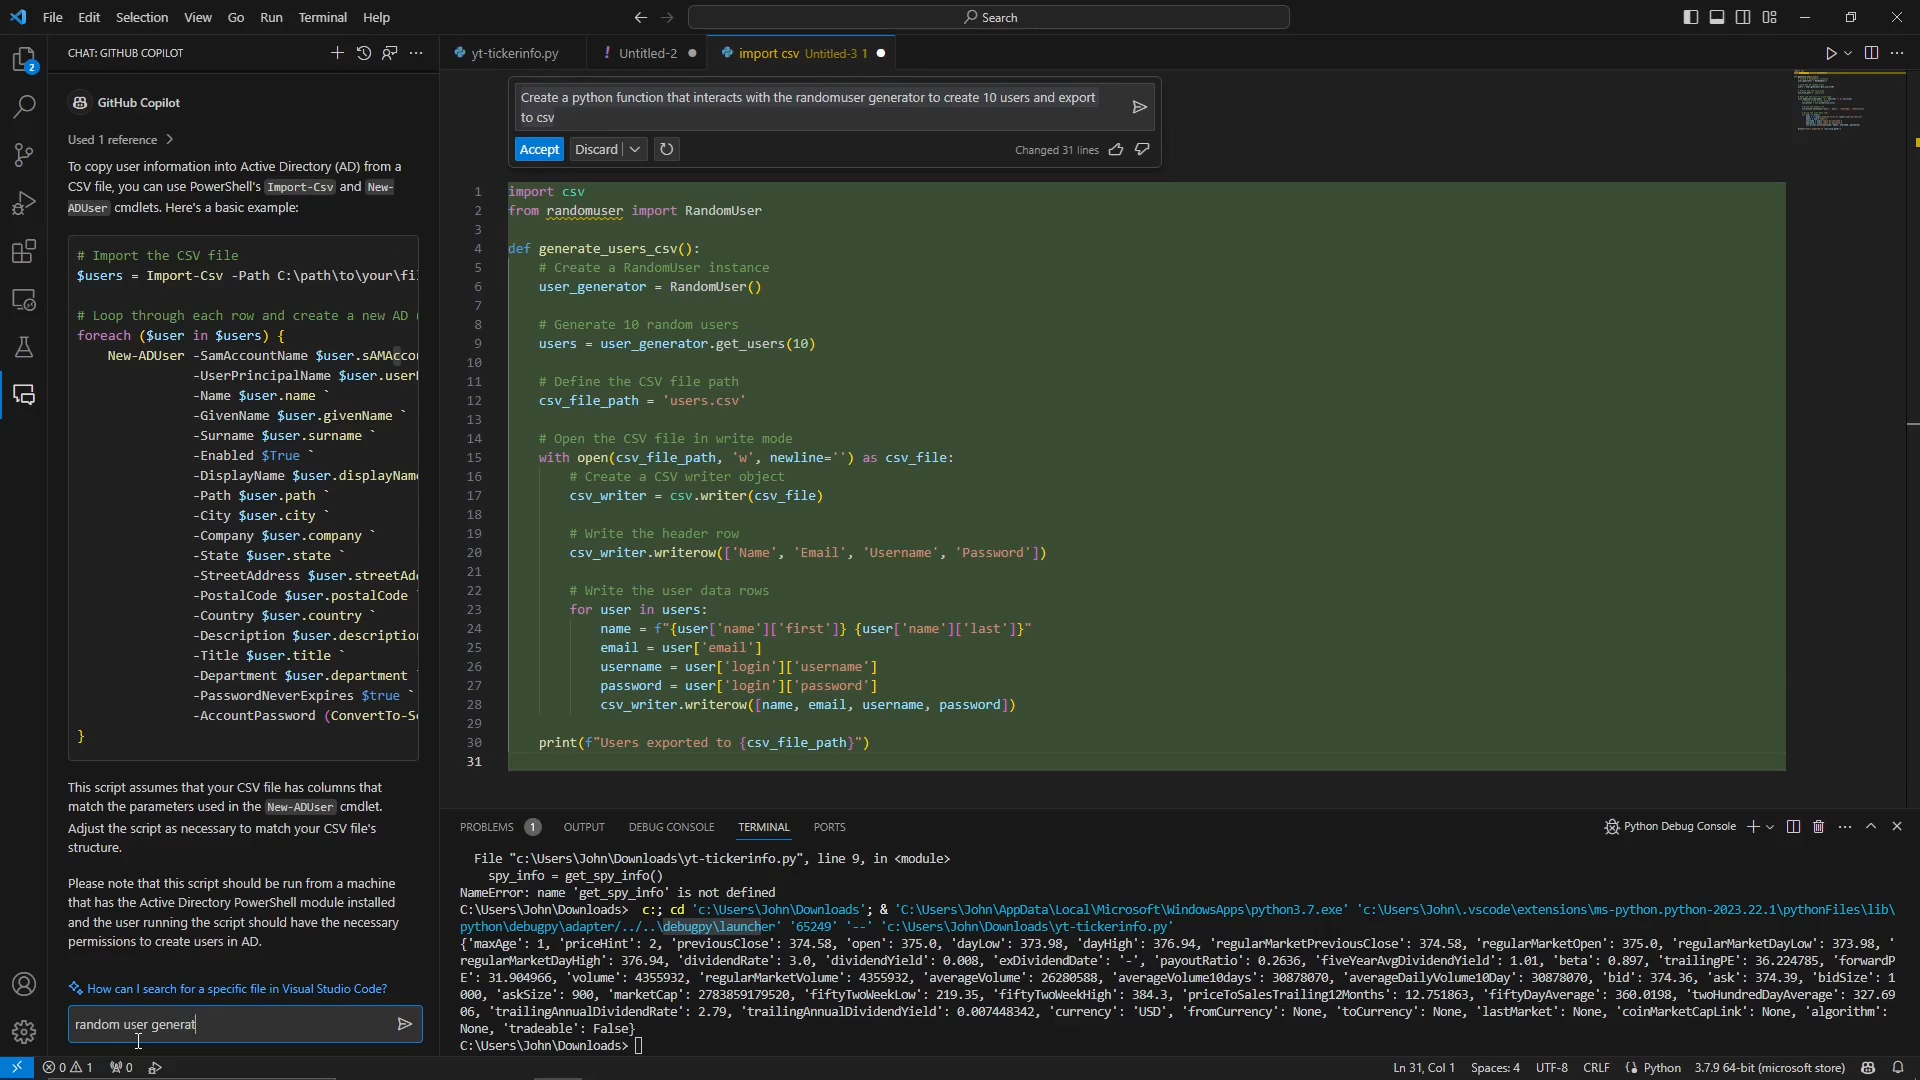 File Edit Selection View Go Run Terminal Help
Search
CHAT: GITHUB COPILOT
yt-tickerinfo.py
! Untitled-2
import csv Untitled-3 1
2
GitHub Copilot
Used 1 reference
To copy user information into Active Directory (AD) from a
CSV file, you can use PowerShell's Import-Csv and New-
ADUser cmdlets. Here's a basic example:
# Import the CSV file
$users = Import-Csv -Path C:\path\to\your\fi
# Loop through each row and create a new AD
foreach ($user in $users) {
New-ADUser -SamAccountName $user.sAMAccou
-UserPrincipalName $user.user
-Name $user.name `
-GivenName $user.givenName `
-Surname $user.surname `
-Enabled $True `
-DisplayName $user.displayName
-Path $user.path `
-City $user.city `
-Company $user.company `
-State $user.state `
-StreetAddress $user.streetAdd
-PostalCode $user.postalCode `
-Country $user.country `
-Description $user.description
-Title $user.title `
-Department $user.department `
-PasswordNeverExpires $true `
-AccountPassword (ConvertTo-Se
}
This script assumes that your CSV file has columns that
match the parameters used in the New-ADUser cmdlet.
Adjust the script as necessary to match your CSV file's
structure.
Please note that this script should be run from a machine
that has the Active Directory PowerShell module installed
and the user running the script should have the necessary
permissions to create users in AD.
How can I search for a specific file in Visual Studio Code?
random user generat
Create a python function that interacts with the randomuser generator to create 10 users and export
to csv
Accept Discard Changed 31 lines
1 import csv
2 from randomuser import RandomUser
3
4 def generate_users_csv():
5 # Create a RandomUser instance
6 user_generator = RandomUser()
7
8 # Generate 10 random users
9 users = user_generator.get_users(10)
10
11 # Define the CSV file path
12 csv_file_path = 'users.csv'
13
14 # Open the CSV file in write mode
15 with open(csv_file_path, 'w', newline='') as csv_file:
16 # Create a CSV writer object
17 csv_writer = csv.writer(csv_file)
18
19 # Write the header row
20 csv_writer.writerow(['Name', 'Email', 'Username', 'Password'])
21
22 # Write the user data rows
23 for user in users:
24 name = f"{user['name']['first']} {user['name']['last']}"
25 email = user['email']
26 username = user['login']['username']
27 password = user['login']['password']
28 csv_writer.writerow([name, email, username, password])
29
30 print(f"Users exported to {csv_file_path}")
31
PROBLEMS 1 OUTPUT DEBUG CONSOLE TERMINAL PORTS
Python Debug Console
File "c:\Users\John\Downloads\yt-tickerinfo.py", line 9, in <module>
spy_info = get_spy_info()
NameError: name 'get_spy_info' is not defined
C:\Users\John\Downloads> c:; cd 'c:\Users\John\Downloads'; & 'C:\Users\John\AppData\Local\Microsoft\WindowsApps\python3.7.exe' 'c:\Users\John\.vscode\extensions\ms-python.python-2023.22.1\pythonFiles\lib\
python\debugpy\adapter/../..\debugpy\launcher' '65249' '--' 'c:\Users\John\Downloads\yt-tickerinfo.py'
{'maxAge': 1, 'priceHint': 2, 'previousClose': 374.58, 'open': 375.0, 'dayLow': 373.98, 'dayHigh': 376.94, 'regularMarketPreviousClose': 374.58, 'regularMarketOpen': 375.0, 'regularMarketDayLow': 373.98, '
regularMarketDayHigh': 376.94, 'dividendRate': 3.0, 'dividendYield': 0.008, 'exDividendDate': '-', 'payoutRatio': 0.2636, 'fiveYearAvgDividendYield': 1.01, 'beta': 0.897, 'trailingPE': 36.224785, 'forwardP
E': 31.904966, 'volume': 4355932, 'regularMarketVolume': 4355932, 'averageVolume': 26280588, 'averageVolume10days': 30878070, 'averageDailyVolume10Day': 30878070, 'bid': 374.36, 'ask': 374.39, 'bidSize': 1
000, 'askSize': 900, 'marketCap': 2783859179520, 'fiftyTwoWeekLow': 219.35, 'fiftyTwoWeekHigh': 384.3, 'priceToSalesTrailing12Months': 12.751863, 'fiftyDayAverage': 360.0198, 'twoHundredDayAverage': 327.69
06, 'trailingAnnualDividendRate': 2.79, 'trailingAnnualDividendYield': 0.007448342, 'currency': 'USD', 'fromCurrency': None, 'toCurrency': None, 'lastMarket': None, 'coinMarketCapLink': None, 'algorithm':
None, 'tradeable': False}
C:\Users\John\Downloads>
0 1 0
Ln 31, Col 1 Spaces: 4 UTF-8 CRLF Python 3.7.9 64-bit (microsoft store)